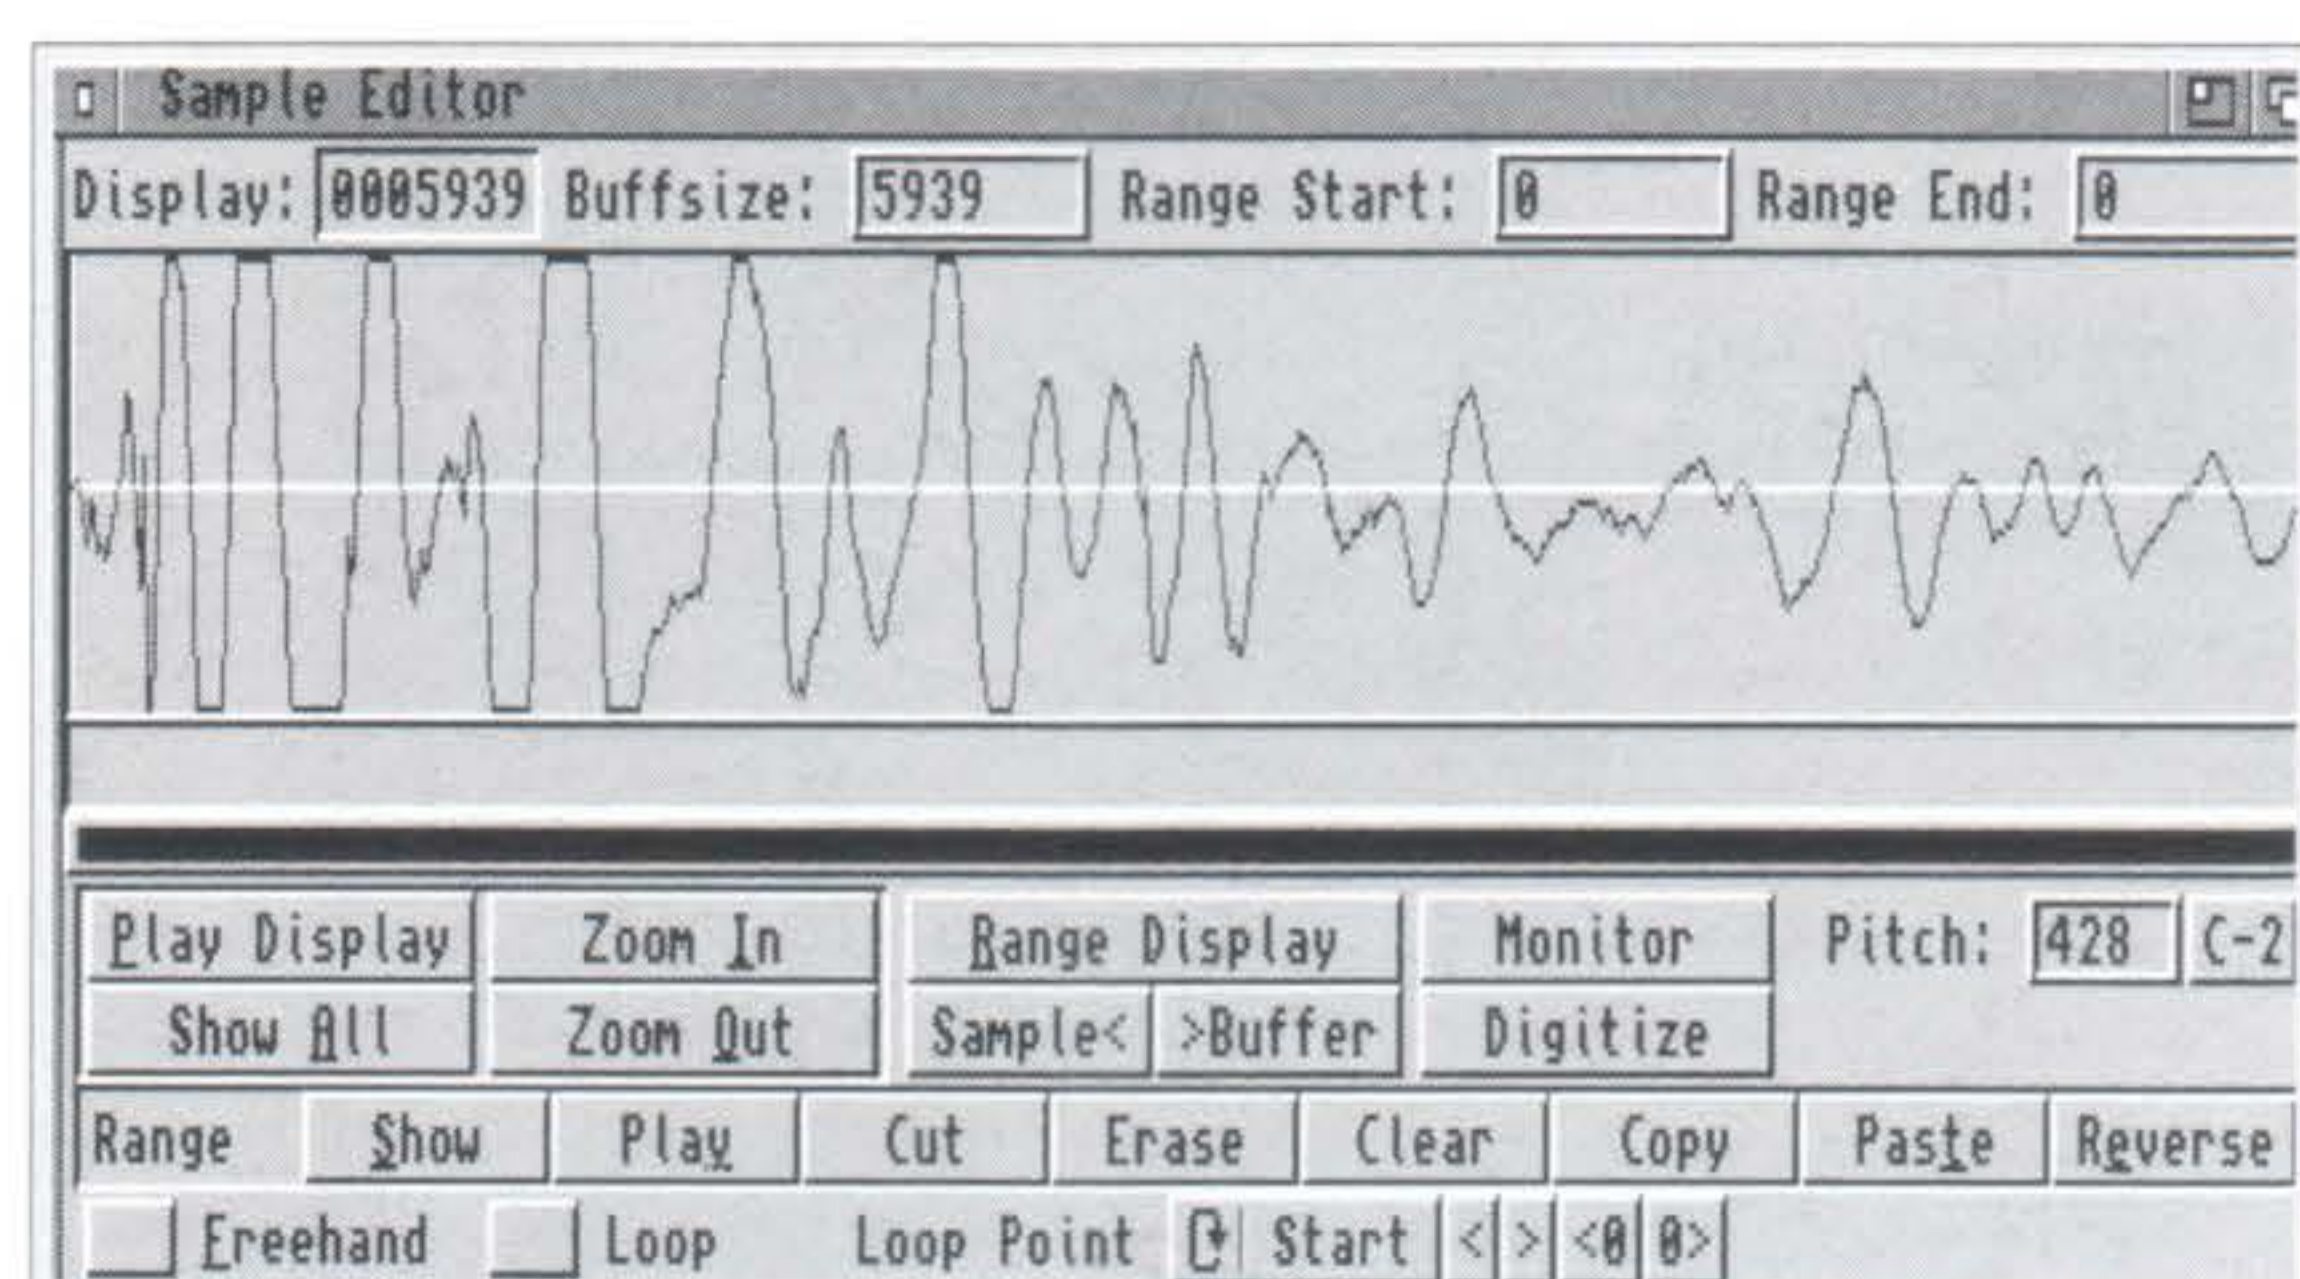 Sample Editor
Display: 0005939 Buffsize: 5939 Range Start: 0 Range End: 0
Play Display Zoom In Range Display Monitor Pitch: 428 C-2
Show All Zoom Out Sample< >Buffer Digitize
Range Show Play Cut Erase Clear Copy Paste Reverse
Freehand Loop Loop Point Start < > <0 0>